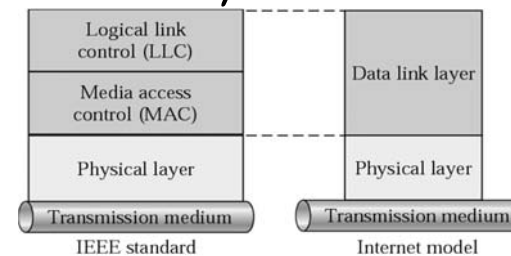 Logical link
control (LLC)
Media access
control (MAC)
Physical layer
Transmission medium
IEEE standard
Data link layer
Physical layer
Transmission medium
Internet model